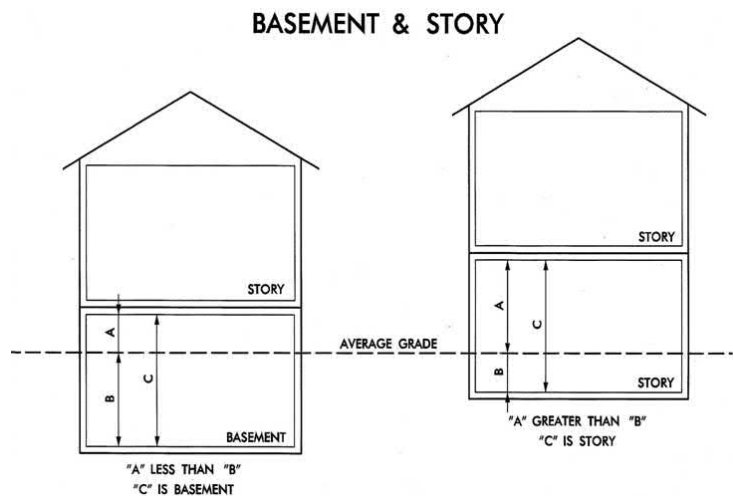 BASEMENT & STORY
STORY
A
B
C
BASEMENT
"A" LESS THAN "B"
"C" IS BASEMENT
AVERAGE GRADE
STORY
A
B
C
STORY
"A" GREATER THAN "B"
"C" IS STORY